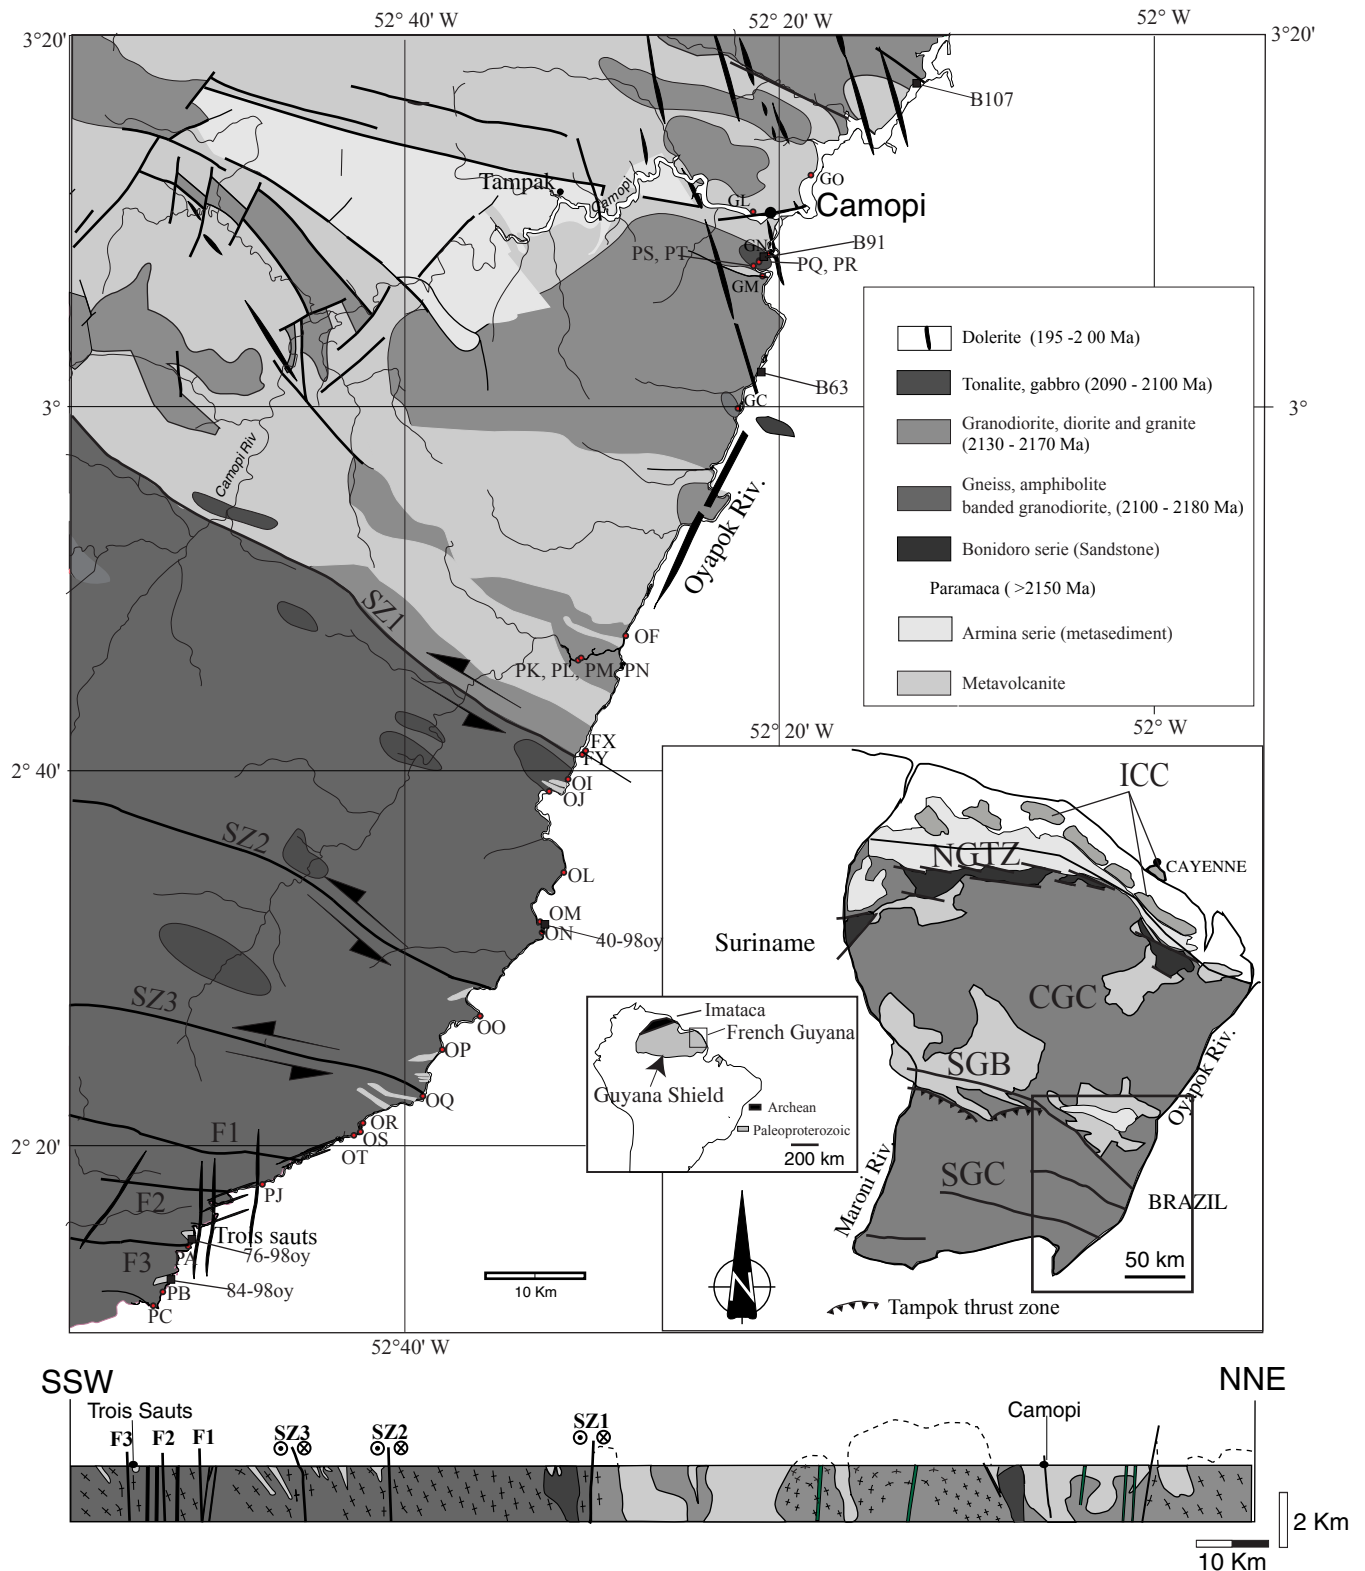 52° 40' W
52° 20' W
52° W
3°20'
3°20'
B107
Tampak
Camopi
GO
GL
Camopi
GN
B91
PS, PT
PQ, PR
GM
B63
GC
3°
3°
Camopi Riv
Oyapok Riv.
Dolerite (195 -2 00 Ma)
Tonalite, gabbro (2090 - 2100 Ma)
Granodiorite, diorite and granite
(2130 - 2170 Ma)
Gneiss, amphibolite
banded granodiorite, (2100 - 2180 Ma)
Bonidoro serie (Sandstone)
Paramaca ( >2150 Ma)
Armina serie (metasediment)
Metavolcanite
SZ1
OF
PK, PL, PM, PN
52° 20' W
52° W
FX
FY
2° 40'
OI
OJ
SZ2
OL
OM
ON
40-98oy
SZ3
OO
OP
OQ
OR
OS
OT
F1
2° 20'
F2
PJ
Trois sauts
F3
PA
76-98oy
PB
84-98oy
PC
10 Km
52°40' W
ICC
NGTZ
CAYENNE
Suriname
CGC
SGB
Oyapok Riv.
SGC
Maroni Riv.
BRAZIL
50 km
Tampok thrust zone
Imataca
French Guyana
Guyana Shield
Archean
Paleoproterozoic
200 km
N
SSW
NNE
Trois Sauts
Camopi
F3
F2
F1
SZ3
SZ2
SZ1
2 Km
10 Km